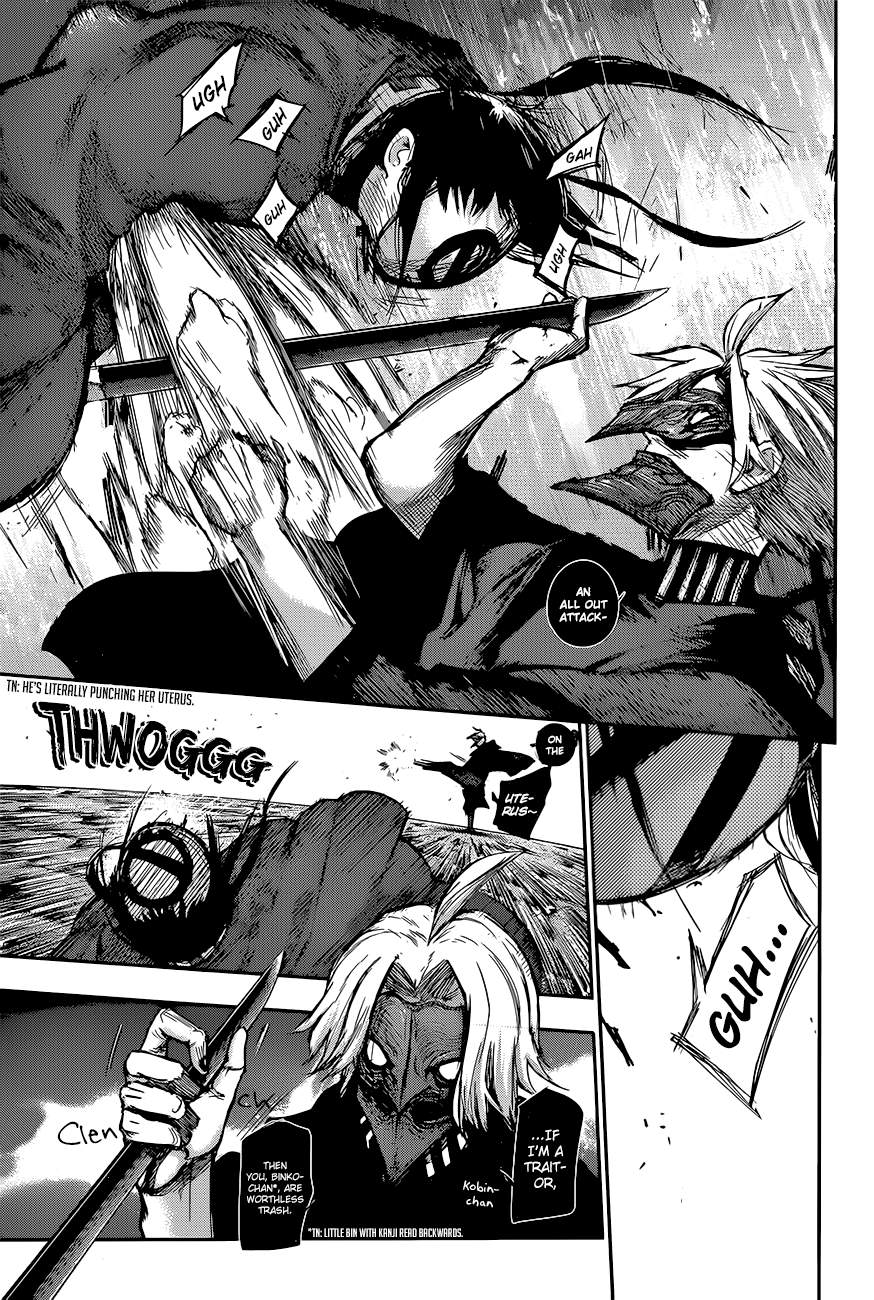 GAH
UGH
UGH
GUH
GUH
AN
ALL OUT
ATTACK-
TN: HE'S LITERALLY PUNCHING HER UTERUS.
GUH...
ON
THE
UTE-
RUS~
THWOGGG
...IF
I'M A
TRAIT-
OR,
Kobin-
chan
THEN
YOU, BINKO-
CHAN*, ARE
WORTHLESS
TRASH.
Clen
Ch
*TN: LITTLE BIN WITH KANJI READ BACKWARDS.